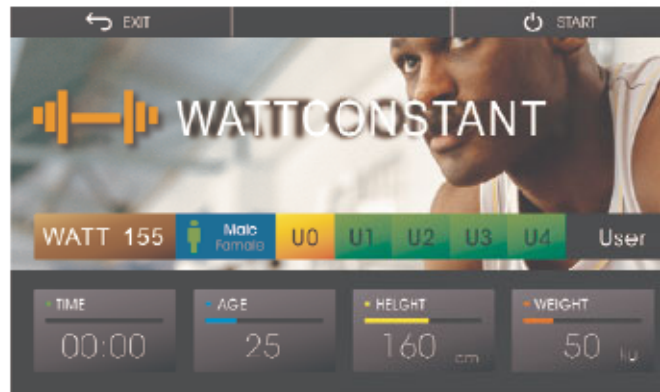 EXIT START
WATTCONSTANT
WATT 155 Male U0 U1 U2 U3 U4 User
Famale
TIME AGE HELGHT WEIGHT
00:00 25 160 cm 50